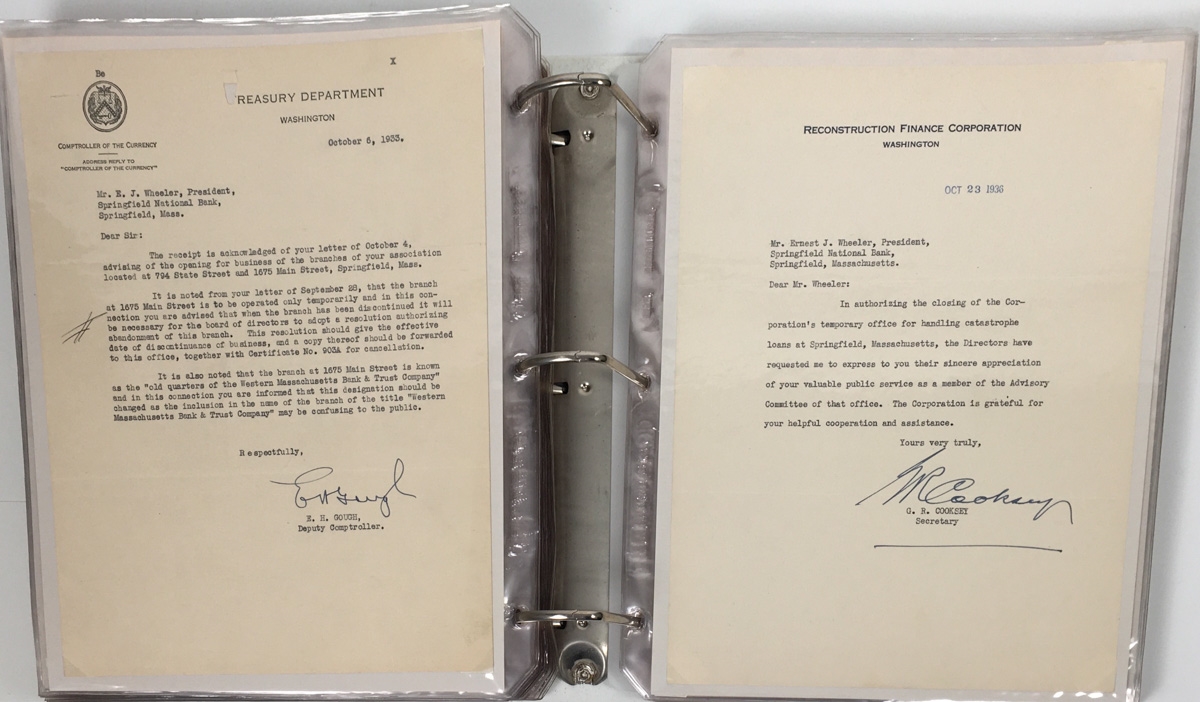 Be
X
TREASURY DEPARTMENT
WASHINGTON
COMPTROLLER OF THE CURRENCY
ADDRESS REPLY TO
"COMPTROLLER OF THE CURRENCY"
October 6, 1933.
Mr. E. J. Wheeler, President,
Springfield National Bank,
Springfield, Mass.
Dear Sir:
The receipt is acknowledged of your letter of October 4,
advising of the opening for business of the branches of your association
located at 794 State Street and 1675 Main Street, Springfield, Mass.
It is noted from your letter of September 28, that the branch
at 1675 Main Street is to be operated only temporarily and in this con-
nection you are advised that when the branch has been discontinued it will
be necessary for the board of directors to adopt a resolution authorizing
abandonment of this branch. This resolution should give the effective
date of discontinuance of business, and a copy thereof should be forwarded
to this office, together with Certificate No. 903A for cancellation.
It is also noted that the branch at 1675 Main Street is known
as the "old quarters of the Western Massachusetts Bank & Trust Company"
and in this connection you are informed that this designation should be
changed as the inclusion in the name of the branch of the title "Western
Massachusetts Bank & Trust Company" may be confusing to the public.
Respectfully,
E H Gough
E. H. GOUGH,
Deputy Comptroller.
RECONSTRUCTION FINANCE CORPORATION
WASHINGTON
OCT 23 1936
Mr. Ernest J. Wheeler, President,
Springfield National Bank,
Springfield, Massachusetts.
Dear Mr. Wheeler:
In authorizing the closing of the Cor-
poration's temporary office for handling catastrophe
loans at Springfield, Massachusetts, the Directors have
requested me to express to you their sincere appreciation
of your valuable public service as a member of the Advisory
Committee of that office. The Corporation is grateful for
your helpful cooperation and assistance.
Yours very truly,
G R Cooksey
G. R. COOKSEY
Secretary